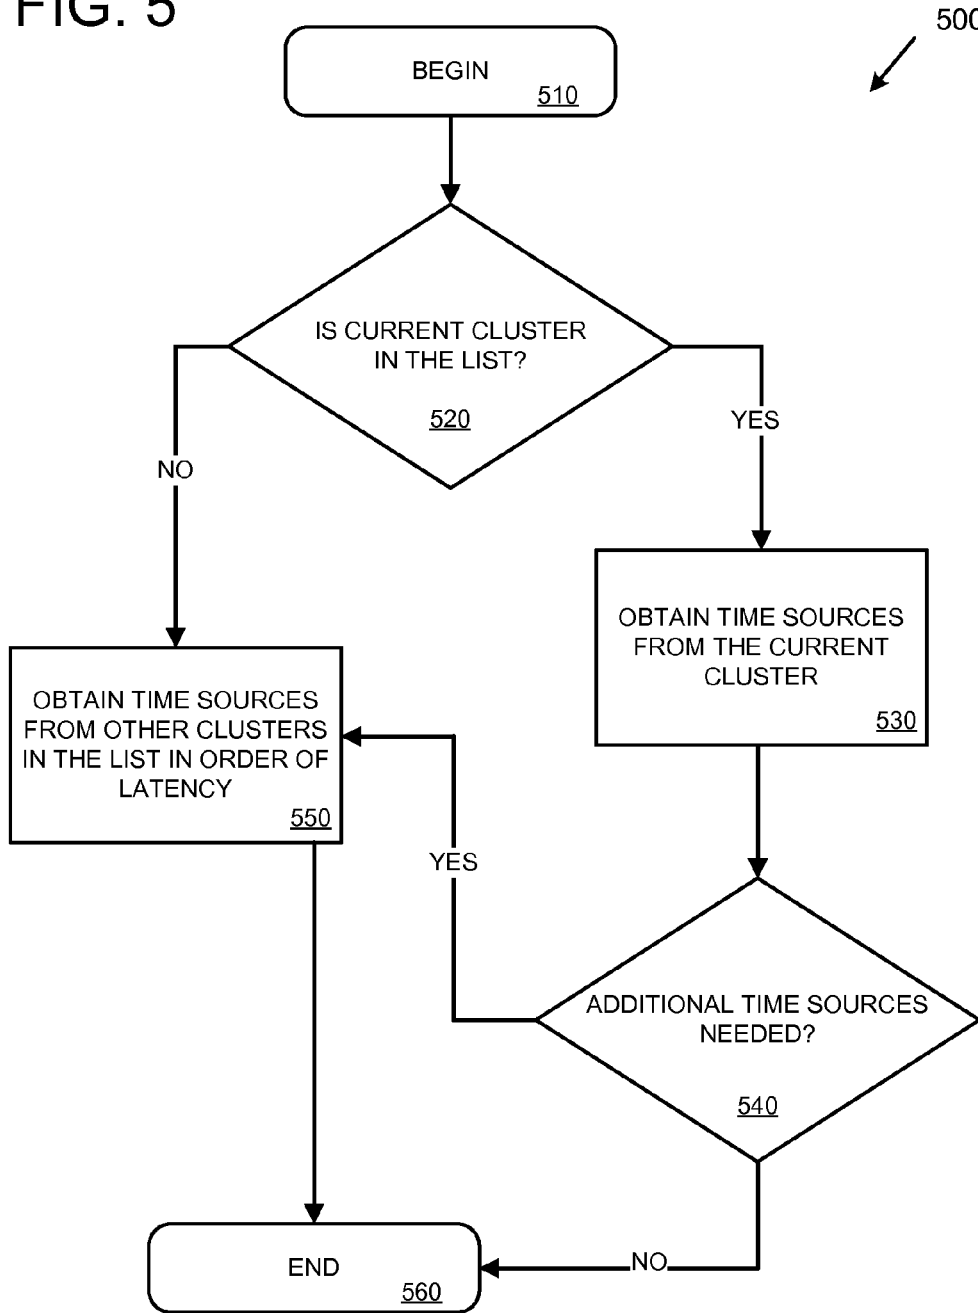 FIG. 5
500
BEGIN
510
IS CURRENT CLUSTER
IN THE LIST?
520
YES
NO
OBTAIN TIME SOURCES
FROM THE CURRENT
CLUSTER
530
OBTAIN TIME SOURCES
FROM OTHER CLUSTERS
IN THE LIST IN ORDER OF
LATENCY
550
YES
ADDITIONAL TIME SOURCES
NEEDED?
540
NO
END
560